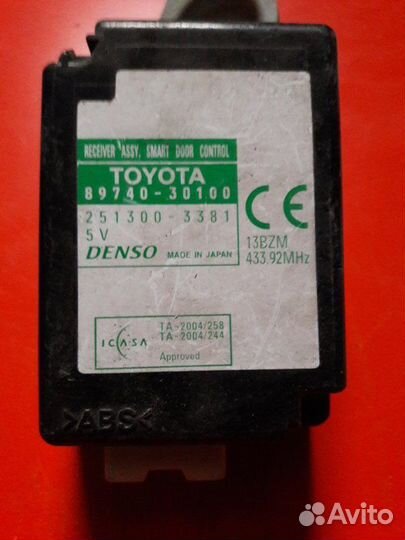 RECEIVER ASSY, SMART DOOR CONTROL
TOYOTA
89740-30100
251300-3381
5V
DENSO MADE IN JAPAN
CE
13BZM
433.92MHz
ICASA
TA-2004/258
TA-2004/244
Approved
>ABS<
Avito